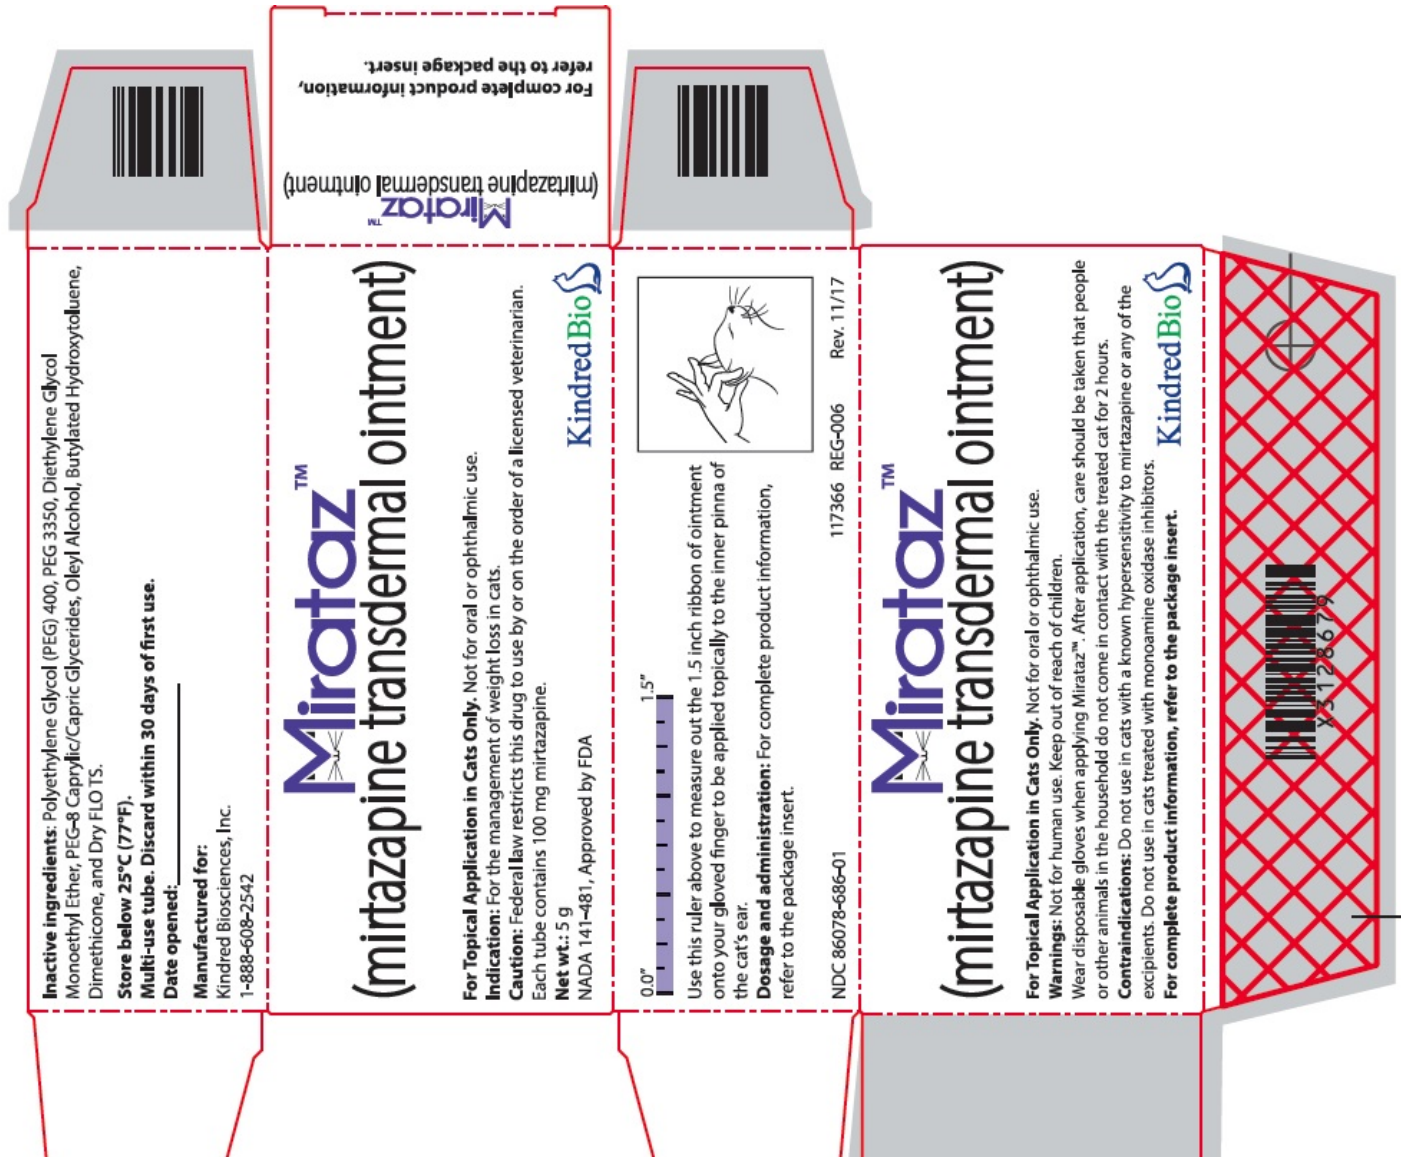 For complete product information,
refer to the package insert.
Mirataz™
(mirtazapine transdermal ointment)
Inactive ingredients: Polyethylene Glycol (PEG) 400, PEG 3350, Diethylene Glycol
Monoethyl Ether, PEG-8 Caprylic/Capric Glycerides, Oleyl Alcohol, Butylated Hydroxytoluene,
Dimethicone, and Dry FLO TS.
Store below 25°C (77°F).
Multi-use tube. Discard within 30 days of first use.
Date opened:
Manufactured for:
Kindred Biosciences, Inc.
1-888-608-2542
Mirataz™
(mirtazapine transdermal ointment)
For Topical Application in Cats Only. Not for oral or ophthalmic use.
Indication: For the management of weight loss in cats.
Caution: Federal law restricts this drug to use by or on the order of a licensed veterinarian.
Each tube contains 100 mg mirtazapine.
Net wt.: 5 g
NADA 141-481, Approved by FDA
KindredBio
0.0" 1.5"
Use this ruler above to measure out the 1.5 inch ribbon of ointment
onto your gloved finger to be applied topically to the inner pinna of
the cat's ear.
Dosage and administration: For complete product information,
refer to the package insert.
NDC 86078-686-01 117366 REG-006 Rev. 11/17
Mirataz™
(mirtazapine transdermal ointment)
For Topical Application in Cats Only. Not for oral or ophthalmic use.
Warnings: Not for human use. Keep out of reach of children.
Wear disposable gloves when applying Mirataz™. After application, care should be taken that people
or other animals in the household do not come in contact with the treated cat for 2 hours.
Contraindications: Do not use in cats with a known hypersensitivity to mirtazapine or any of the
excipients. Do not use in cats treated with monoamine oxidase inhibitors.
For complete product information, refer to the package insert.
KindredBio
X3128679